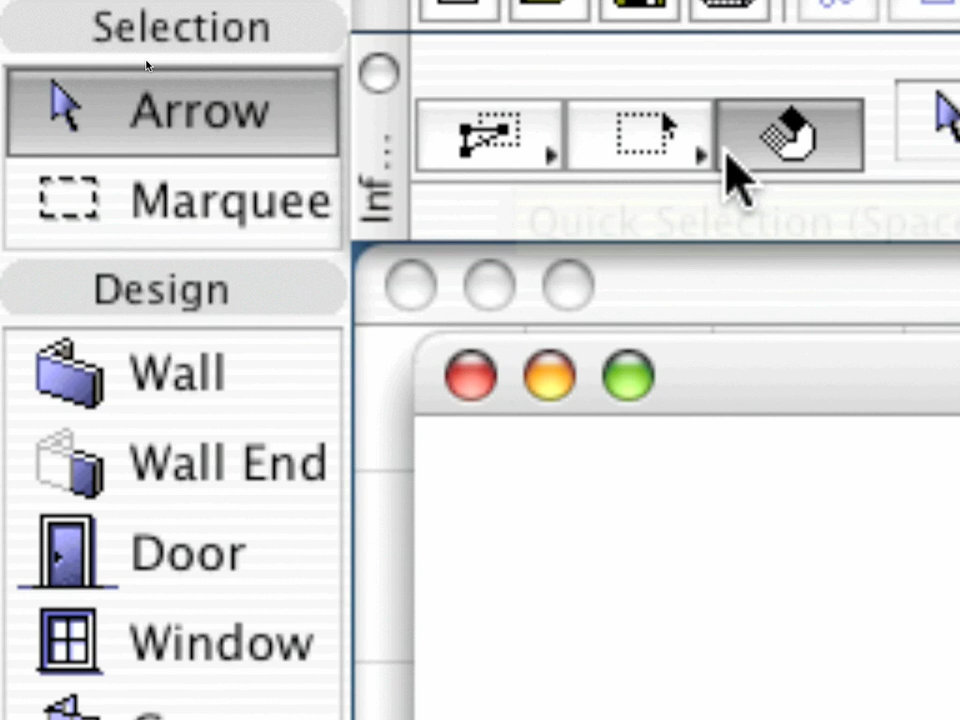 Selection
Arrow
Marquee
Design
Wall
Wall End
Door
Window
Inf...
Quick Selection (Space